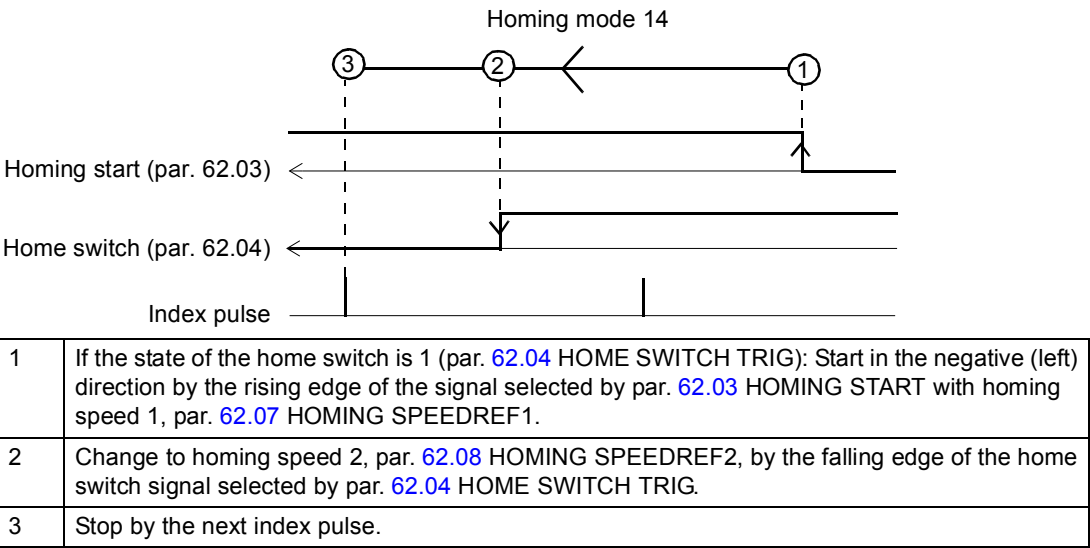 Homing mode 14
3
2
1
Homing start (par. 62.03)
Home switch (par. 62.04)
Index pulse
1 If the state of the home switch is 1 (par. 62.04 HOME SWITCH TRIG): Start in the negative (left)
direction by the rising edge of the signal selected by par. 62.03 HOMING START with homing
speed 1, par. 62.07 HOMING SPEEDREF1.
2 Change to homing speed 2, par. 62.08 HOMING SPEEDREF2, by the falling edge of the home
switch signal selected by par. 62.04 HOME SWITCH TRIG.
3 Stop by the next index pulse.